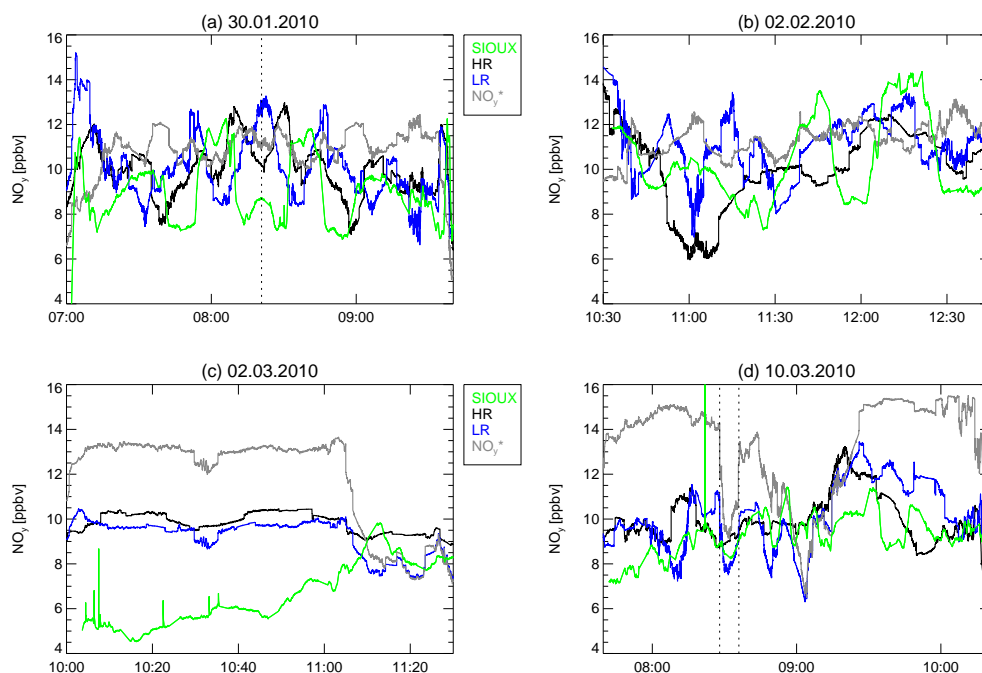 (a) 30.01.2010
(b) 02.02.2010
16
14
12
10
8
6
4
NOy [ppbv]
07:00
08:00
09:00
SIOUX
HR
LR
NOy*
16
14
12
10
8
6
4
NOy [ppbv]
10:30
11:00
11:30
12:00
12:30
(c) 02.03.2010
(d) 10.03.2010
16
14
12
10
8
6
4
NOy [ppbv]
10:00
10:20
10:40
11:00
11:20
SIOUX
HR
LR
NOy*
16
14
12
10
8
6
4
NOy [ppbv]
08:00
09:00
10:00